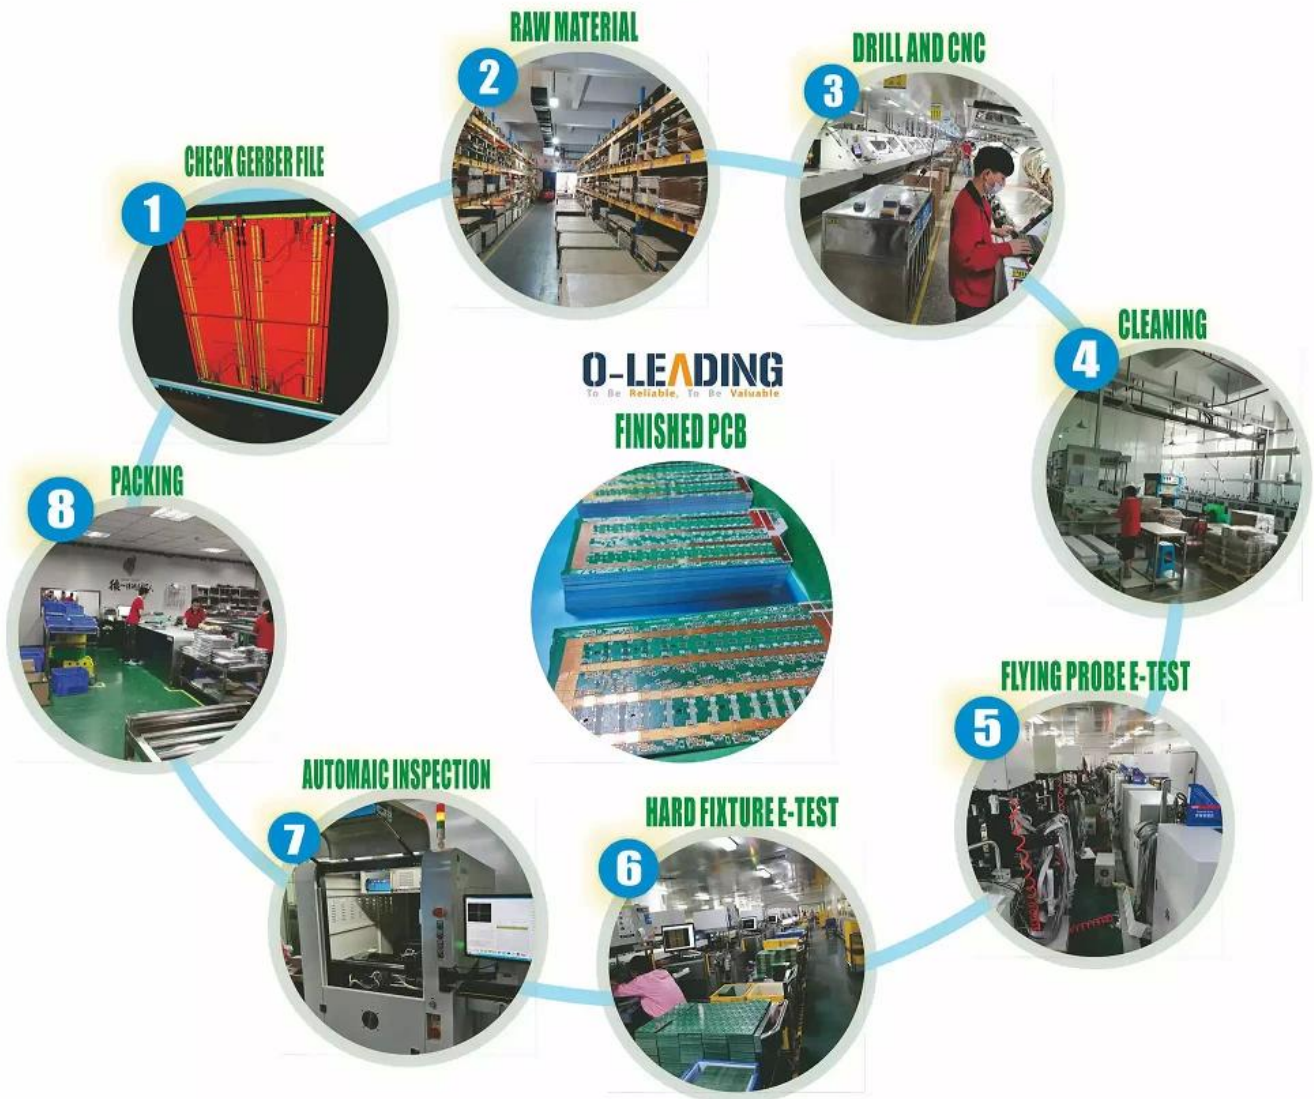 RAW MATERIAL
2
DRILL AND CNC
3
CHECK GERBER FILE
1
CLEANING
4
O-LEADING
To Be Reliable, To Be Valuable
FINISHED PCB
PACKING
8
FLYING PROBE E-TEST
5
AUTOMAIC INSPECTION
7
HARD FIXTURE E-TEST
6